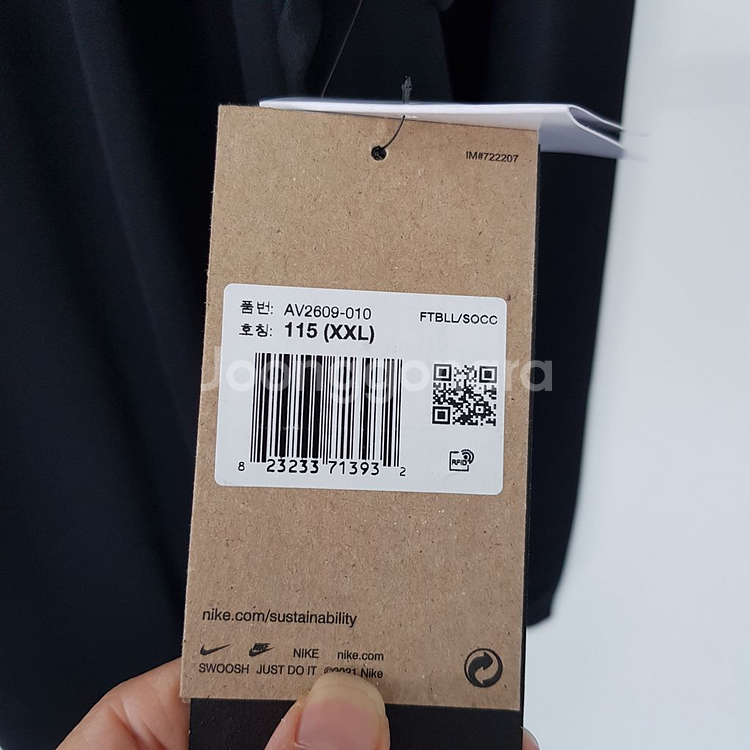 IM#722207
품번: AV2609-010
FTBLL/SOCC
호칭: 115 (XXL)
Joonggonara
8 23233 71393 2
RFID
nike.com/sustainability
NIKE nike.com
SWOOSH JUST DO IT ©2021 Nike